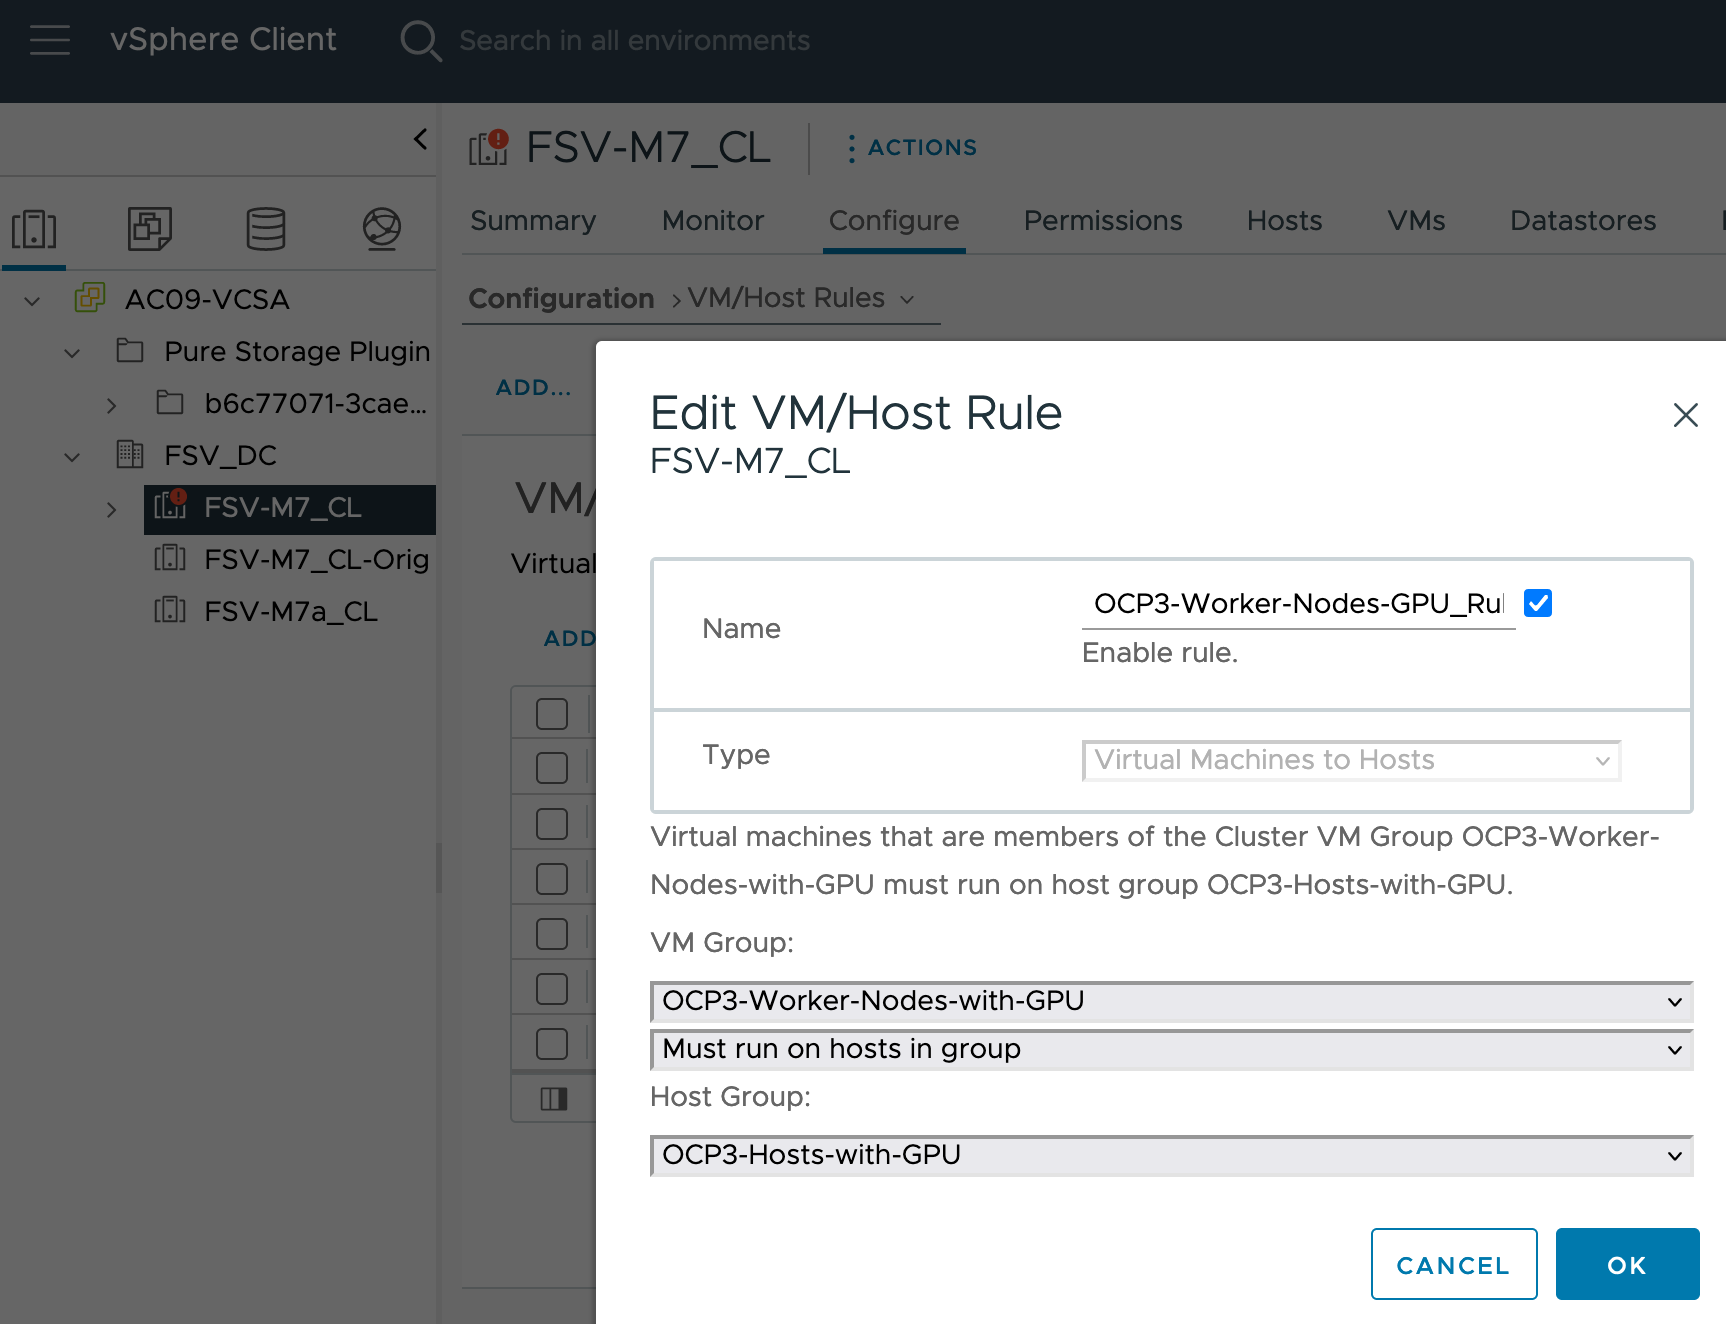 vSphere Client
Search in all environments
FSV-M7_CL
ACTIONS
Summary Monitor Configure Permissions Hosts VMs Datastores
Configuration > VM/Host Rules
AC09-VCSA
Pure Storage Plugin
b6c77071-3cae...
FSV_DC
FSV-M7_CL
FSV-M7_CL-Orig
FSV-M7a_CL
ADD...
VM/
Virtual
ADD
Edit VM/Host Rule
FSV-M7_CL
Name
OCP3-Worker-Nodes-GPU_Rul
Enable rule.
Type
Virtual Machines to Hosts
Virtual machines that are members of the Cluster VM Group OCP3-Worker-
Nodes-with-GPU must run on host group OCP3-Hosts-with-GPU.
VM Group:
OCP3-Worker-Nodes-with-GPU
Must run on hosts in group
Host Group:
OCP3-Hosts-with-GPU
CANCEL
OK